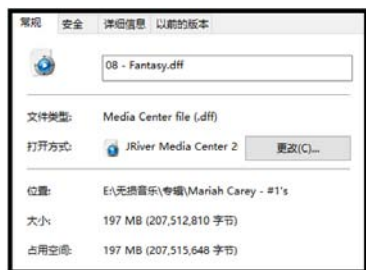 常规 安全 详细信息 以前的版本
08 - Fantasy.dff
文件类型: Media Center file (.dff)
打开方式: JRiver Media Center 2 更改(C)...
位置: E:\无损音乐\专辑\Mariah Carey - #1's
大小: 197 MB (207,512,810 字节)
占用空间: 197 MB (207,515,648 字节)